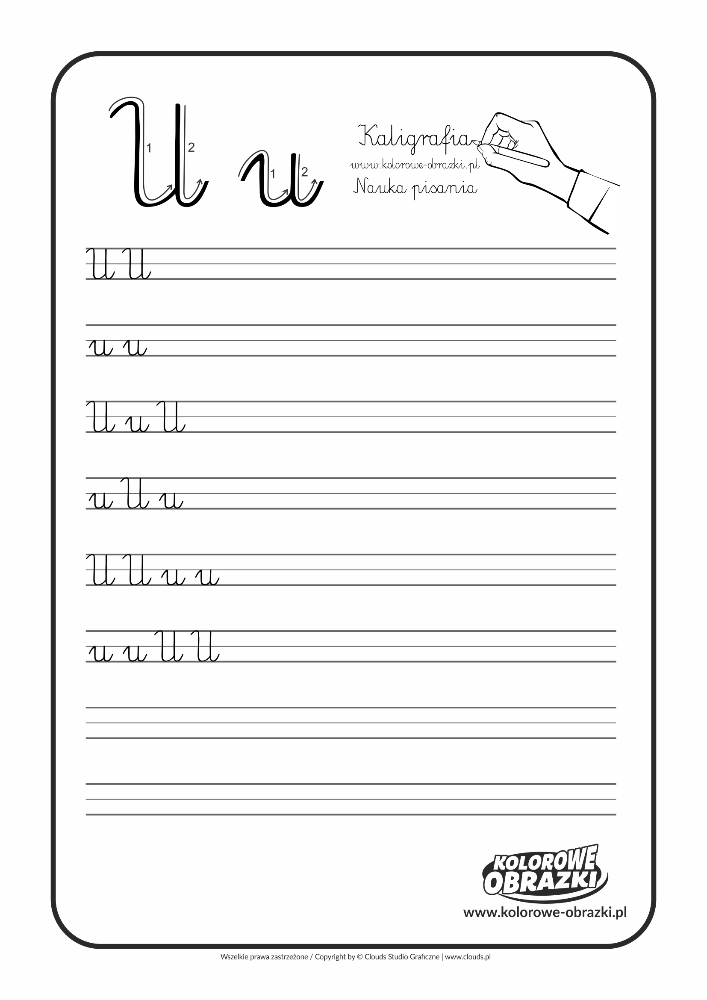 U u
1 2 1 2
Kaligrafia
www.kolorowe-obrazki.pl
Nauka pisania
U U
u u
U u U
u U u
U U u u
u u U U
KOLOROWE
OBRAZKI
www.kolorowe-obrazki.pl
Wszelkie prawa zastrzeżone / Copyright by © Clouds Studio Graficzne | www.clouds.pl